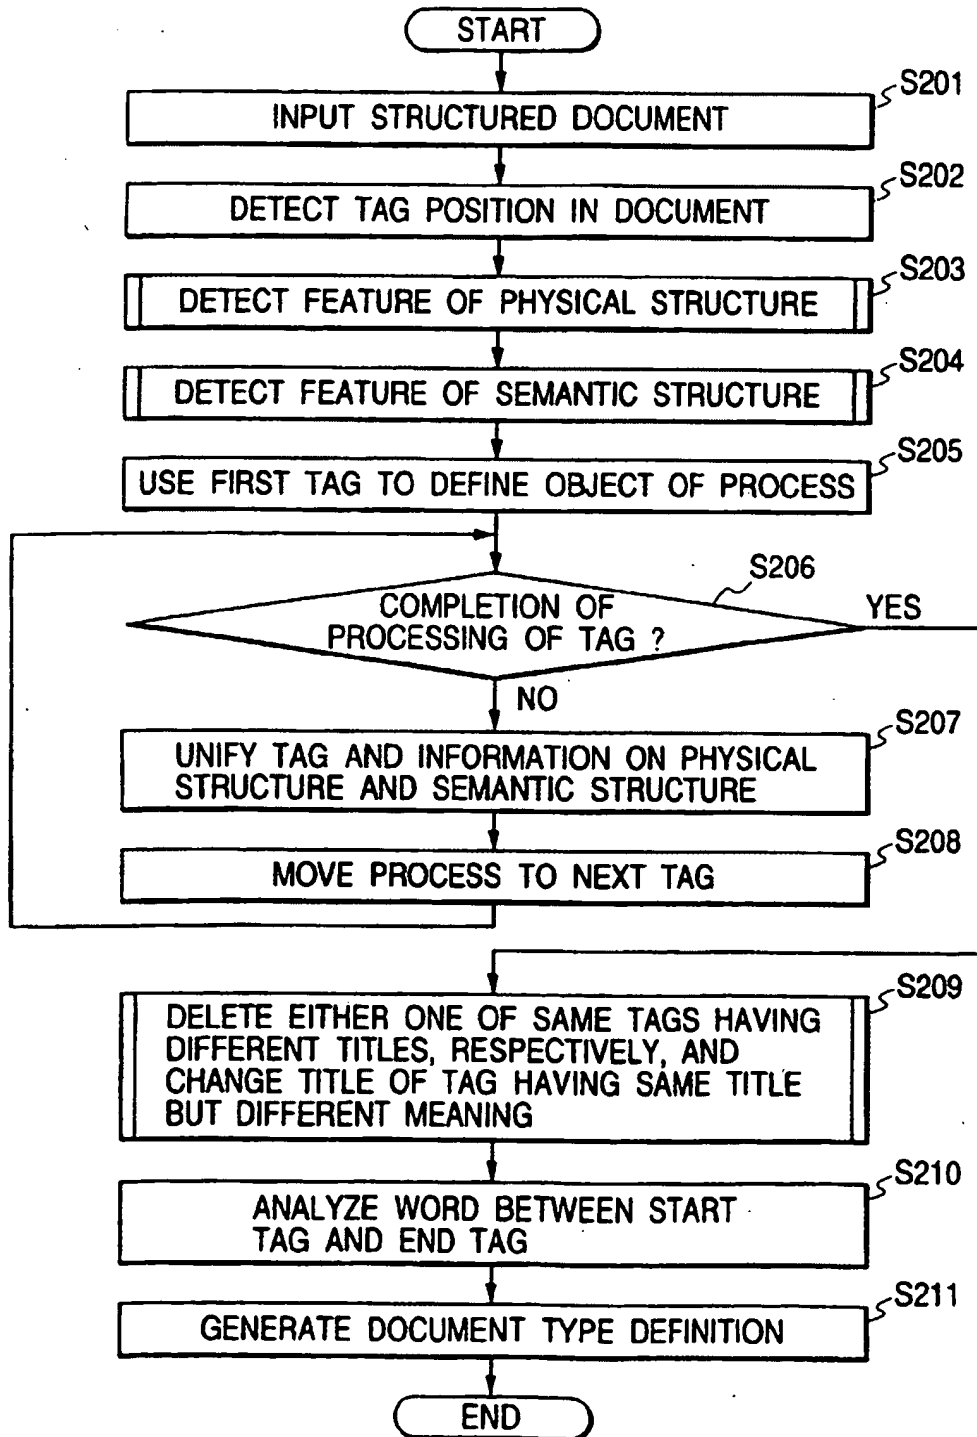 START
S201
INPUT STRUCTURED DOCUMENT
S202
DETECT TAG POSITION IN DOCUMENT
S203
DETECT FEATURE OF PHYSICAL STRUCTURE
S204
DETECT FEATURE OF SEMANTIC STRUCTURE
S205
USE FIRST TAG TO DEFINE OBJECT OF PROCESS
S206
COMPLETION OF
PROCESSING OF TAG ?
YES
NO
S207
UNIFY TAG AND INFORMATION ON PHYSICAL
STRUCTURE AND SEMANTIC STRUCTURE
S208
MOVE PROCESS TO NEXT TAG
S209
DELETE EITHER ONE OF SAME TAGS HAVING
DIFFERENT TITLES, RESPECTIVELY, AND
CHANGE TITLE OF TAG HAVING SAME TITLE
BUT DIFFERENT MEANING
S210
ANALYZE WORD BETWEEN START
TAG AND END TAG
S211
GENERATE DOCUMENT TYPE DEFINITION
END